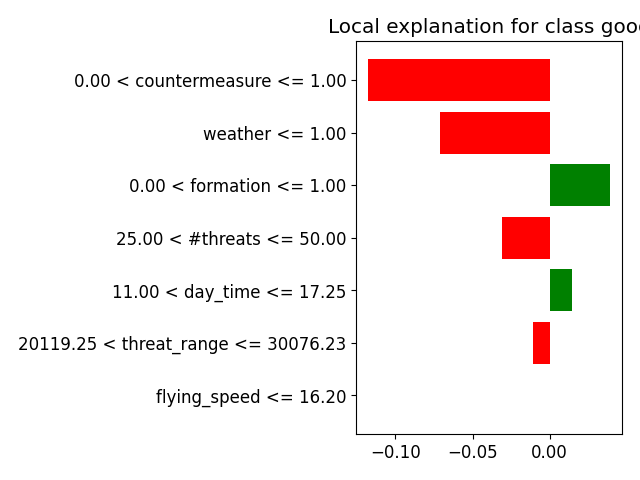 Local explanation for class good
0.00 < countermeasure <= 1.00
weather <= 1.00
0.00 < formation <= 1.00
25.00 < #threats <= 50.00
11.00 < day_time <= 17.25
20119.25 < threat_range <= 30076.23
flying_speed <= 16.20
−0.10 −0.05 0.00